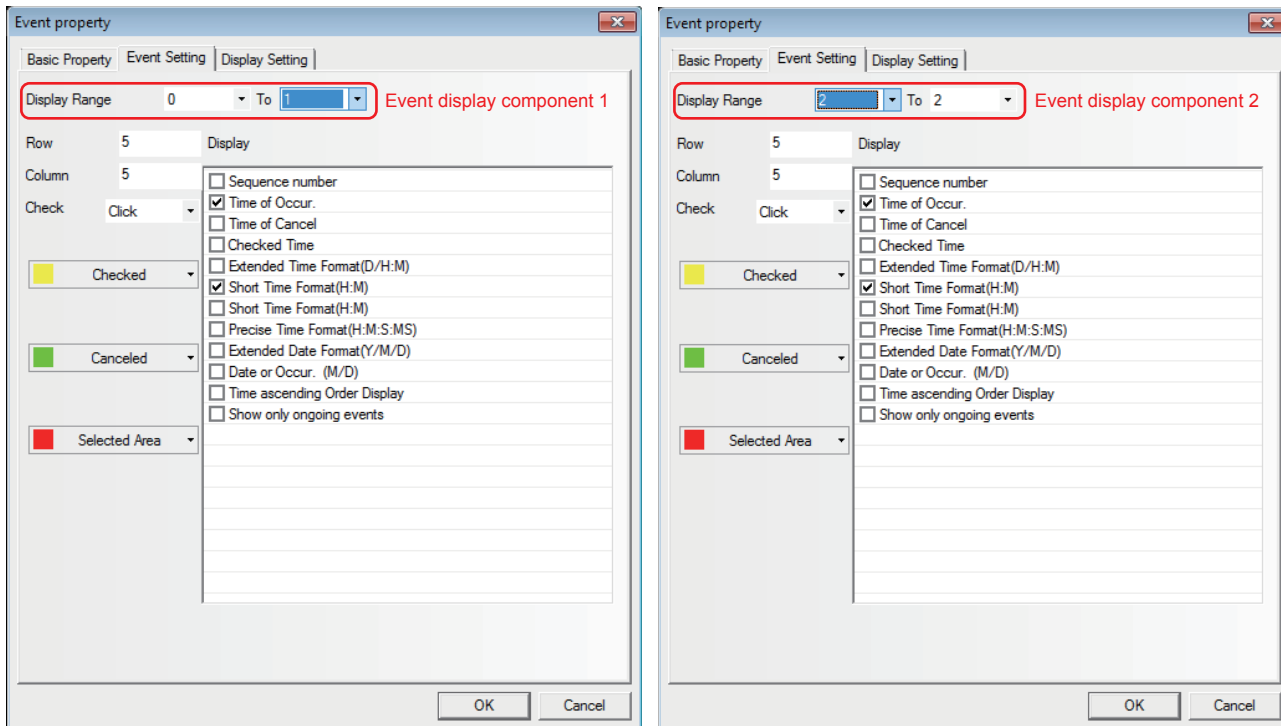 Event property
Basic Property Event Setting Display Setting
Display Range 0 To 1 Event display component 1
Row 5 Display
Column 5
Sequence number
Time of Occur.
Check Click
Time of Cancel
Checked Time
Extended Time Format(D/H:M)
Checked
Short Time Format(H:M)
Short Time Format(H:M)
Precise Time Format(H:M:S:MS)
Extended Date Format(Y/M/D)
Canceled
Date or Occur. (M/D)
Time ascending Order Display
Show only ongoing events
Selected Area
OK Cancel
Event property
Basic Property Event Setting Display Setting
Display Range 2 To 2 Event display component 2
Row 5 Display
Column 5
Sequence number
Time of Occur.
Check Click
Time of Cancel
Checked Time
Extended Time Format(D/H:M)
Checked
Short Time Format(H:M)
Short Time Format(H:M)
Precise Time Format(H:M:S:MS)
Extended Date Format(Y/M/D)
Canceled
Date or Occur. (M/D)
Time ascending Order Display
Show only ongoing events
Selected Area
OK Cancel